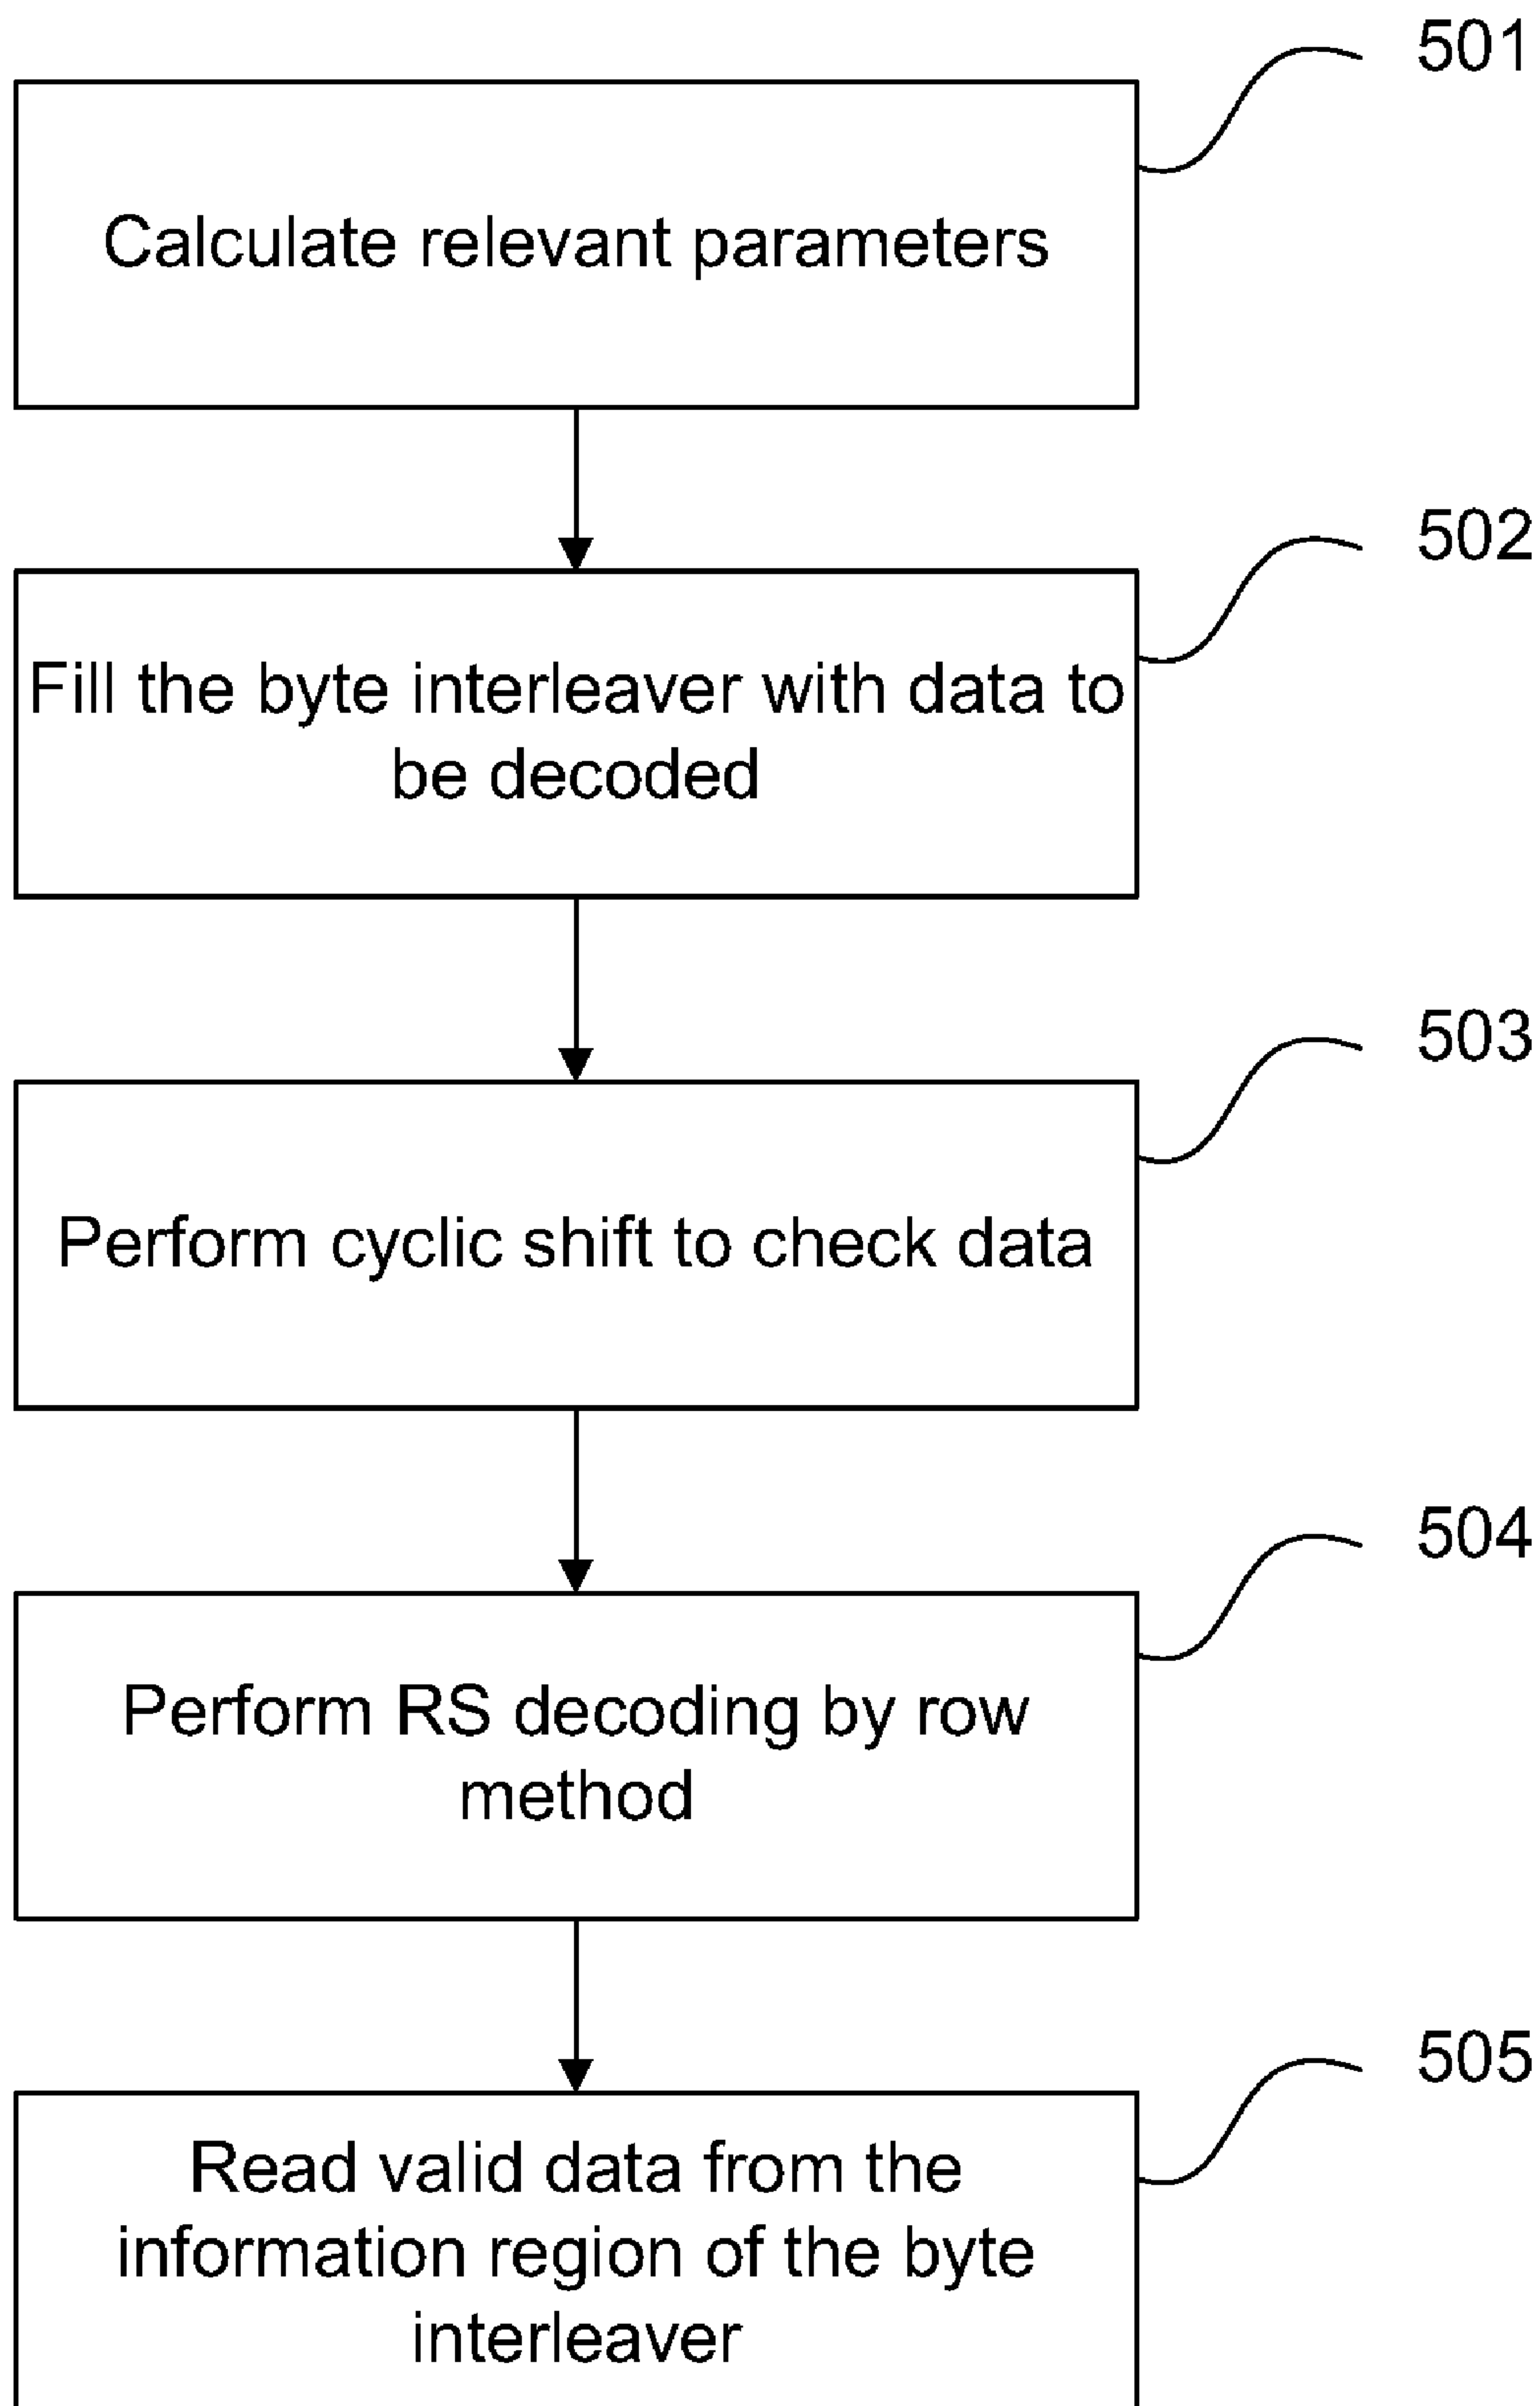 501
Calculate relevant parameters
502
Fill the byte interleaver with data to
be decoded
503
Perform cyclic shift to check data
504
Perform RS decoding by row
method
505
Read valid data from the
information region of the byte
interleaver